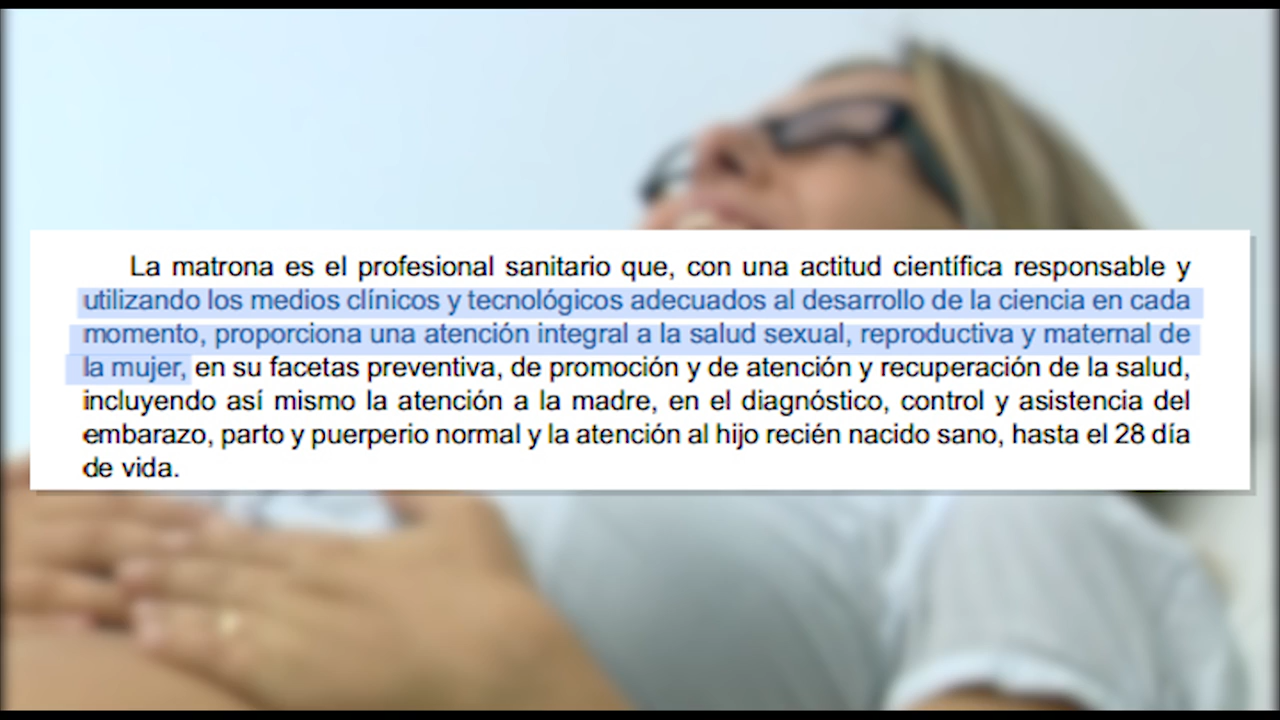 La matrona es el profesional sanitario que, con una actitud científica responsable y
utilizando los medios clínicos y tecnológicos adecuados al desarrollo de la ciencia en cada
momento, proporciona una atención integral a la salud sexual, reproductiva y maternal de
la mujer, en su facetas preventiva, de promoción y de atención y recuperación de la salud,
incluyendo así mismo la atención a la madre, en el diagnóstico, control y asistencia del
embarazo, parto y puerperio normal y la atención al hijo recién nacido sano, hasta el 28 día
de vida.